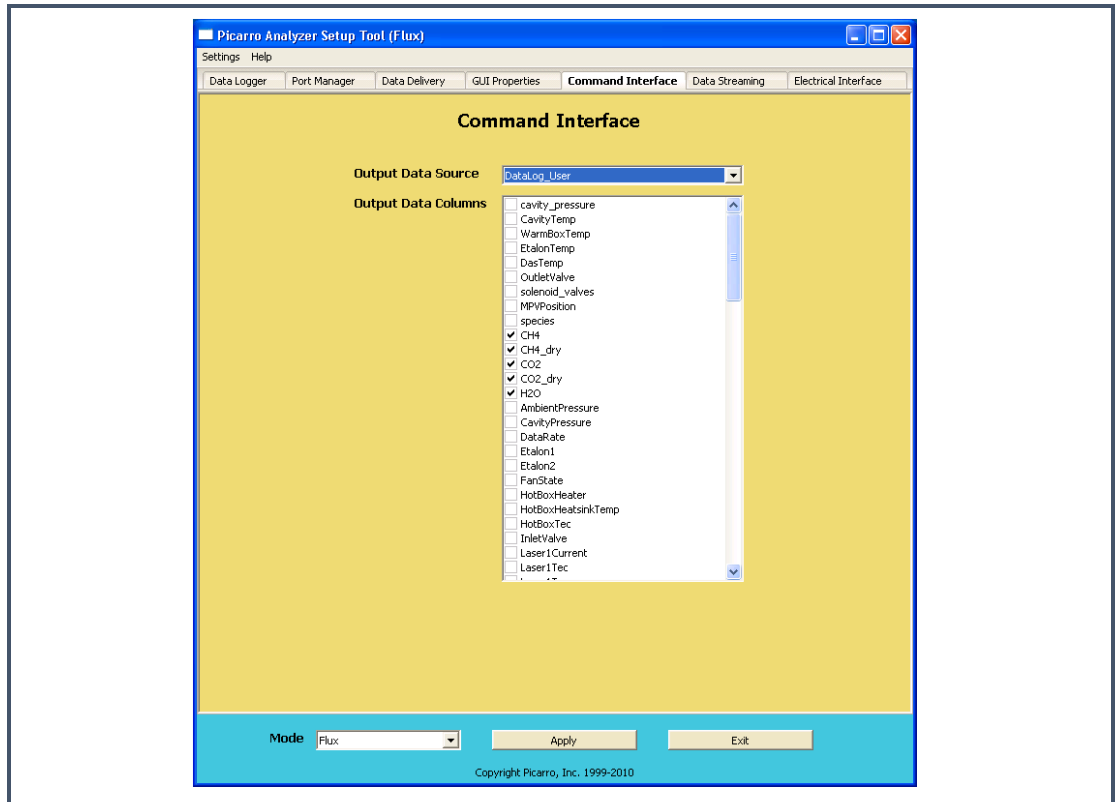 Picarro Analyzer Setup Tool (Flux)
Settings Help
Data Logger Port Manager Data Delivery GUI Properties Command Interface Data Streaming Electrical Interface
Command Interface
Output Data Source DataLog_User
Output Data Columns
cavity_pressure
CavityTemp
WarmBoxTemp
EtalonTemp
DasTemp
OutletValve
solenoid_valves
MPVPosition
species
CH4
CH4_dry
CO2
CO2_dry
H2O
AmbientPressure
CavityPressure
DataRate
Etalon1
Etalon2
FanState
HotBoxHeater
HotBoxHeatsinkTemp
HotBoxTec
InletValve
Laser1Current
Laser1Tec
Mode Flux Apply Exit
Copyright Picarro, Inc. 1999-2010